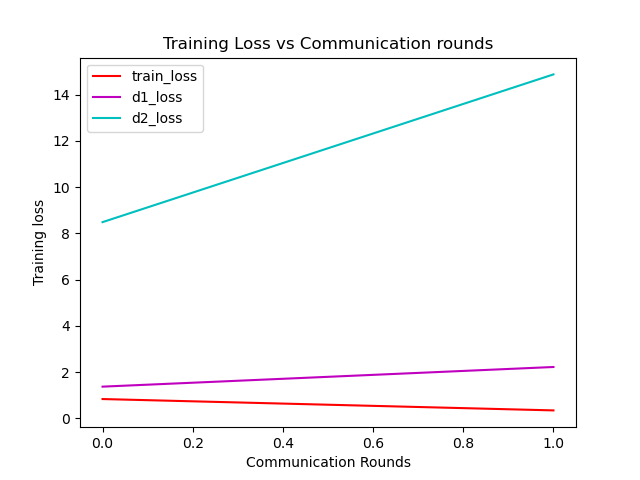 Training Loss vs Communication rounds
train_loss
d1_loss
d2_loss
14
12
10
8
6
4
2
0
Training loss
0.0 0.2 0.4 0.6 0.8 1.0
Communication Rounds